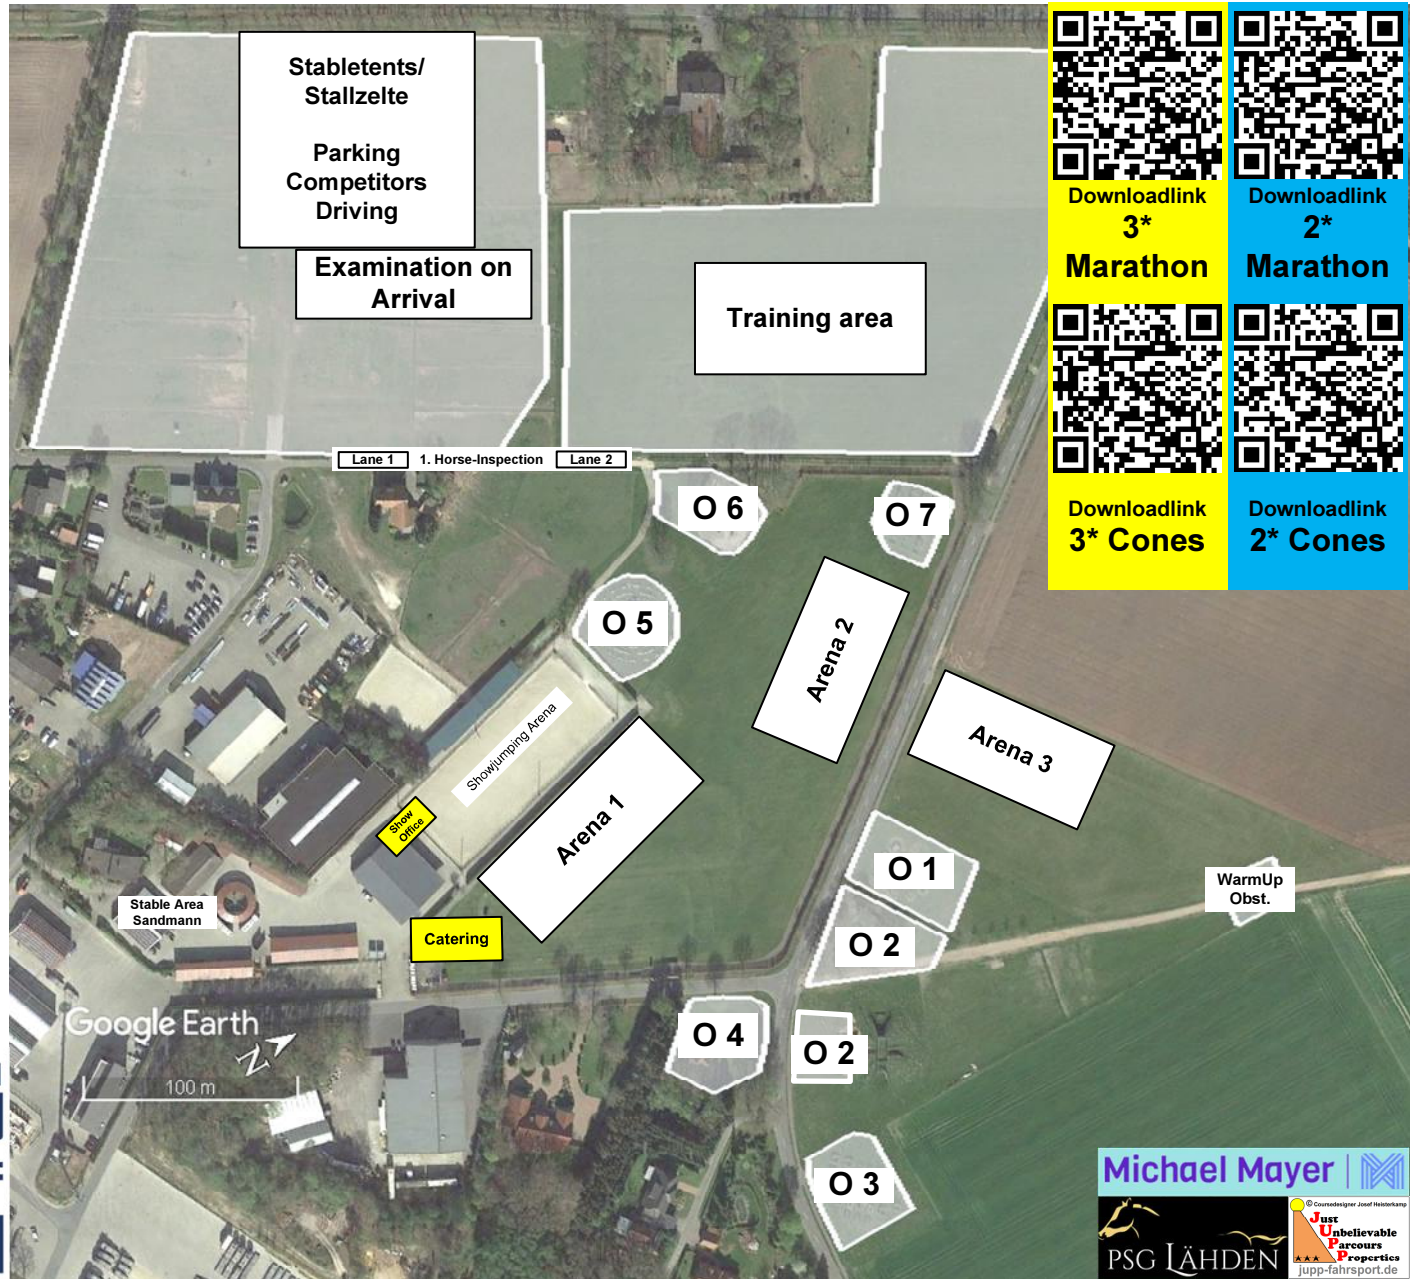 Stabletents/
Stallzelte
Parking
Competitors
Driving
Examination on
Arrival
Training area
Downloadlink
3*
Marathon
Downloadlink
2*
Marathon
Downloadlink
3* Cones
Downloadlink
2* Cones
Lane 1
1. Horse-Inspection
Lane 2
O 6
O 7
O 5
Arena 2
Showjumping Arena
Arena 3
Arena 1
Show
Office
O 1
WarmUp
Obst.
Stable Area
Sandmann
Catering
O 2
Google Earth
N
100 m
O 4
O 2
O 3
Michael Mayer
PSG LÄHDEN
© Coursedesigner Josef Heisterkamp
Just
Unbelievable
Parcours
Properties
jupp-fahrsport.de